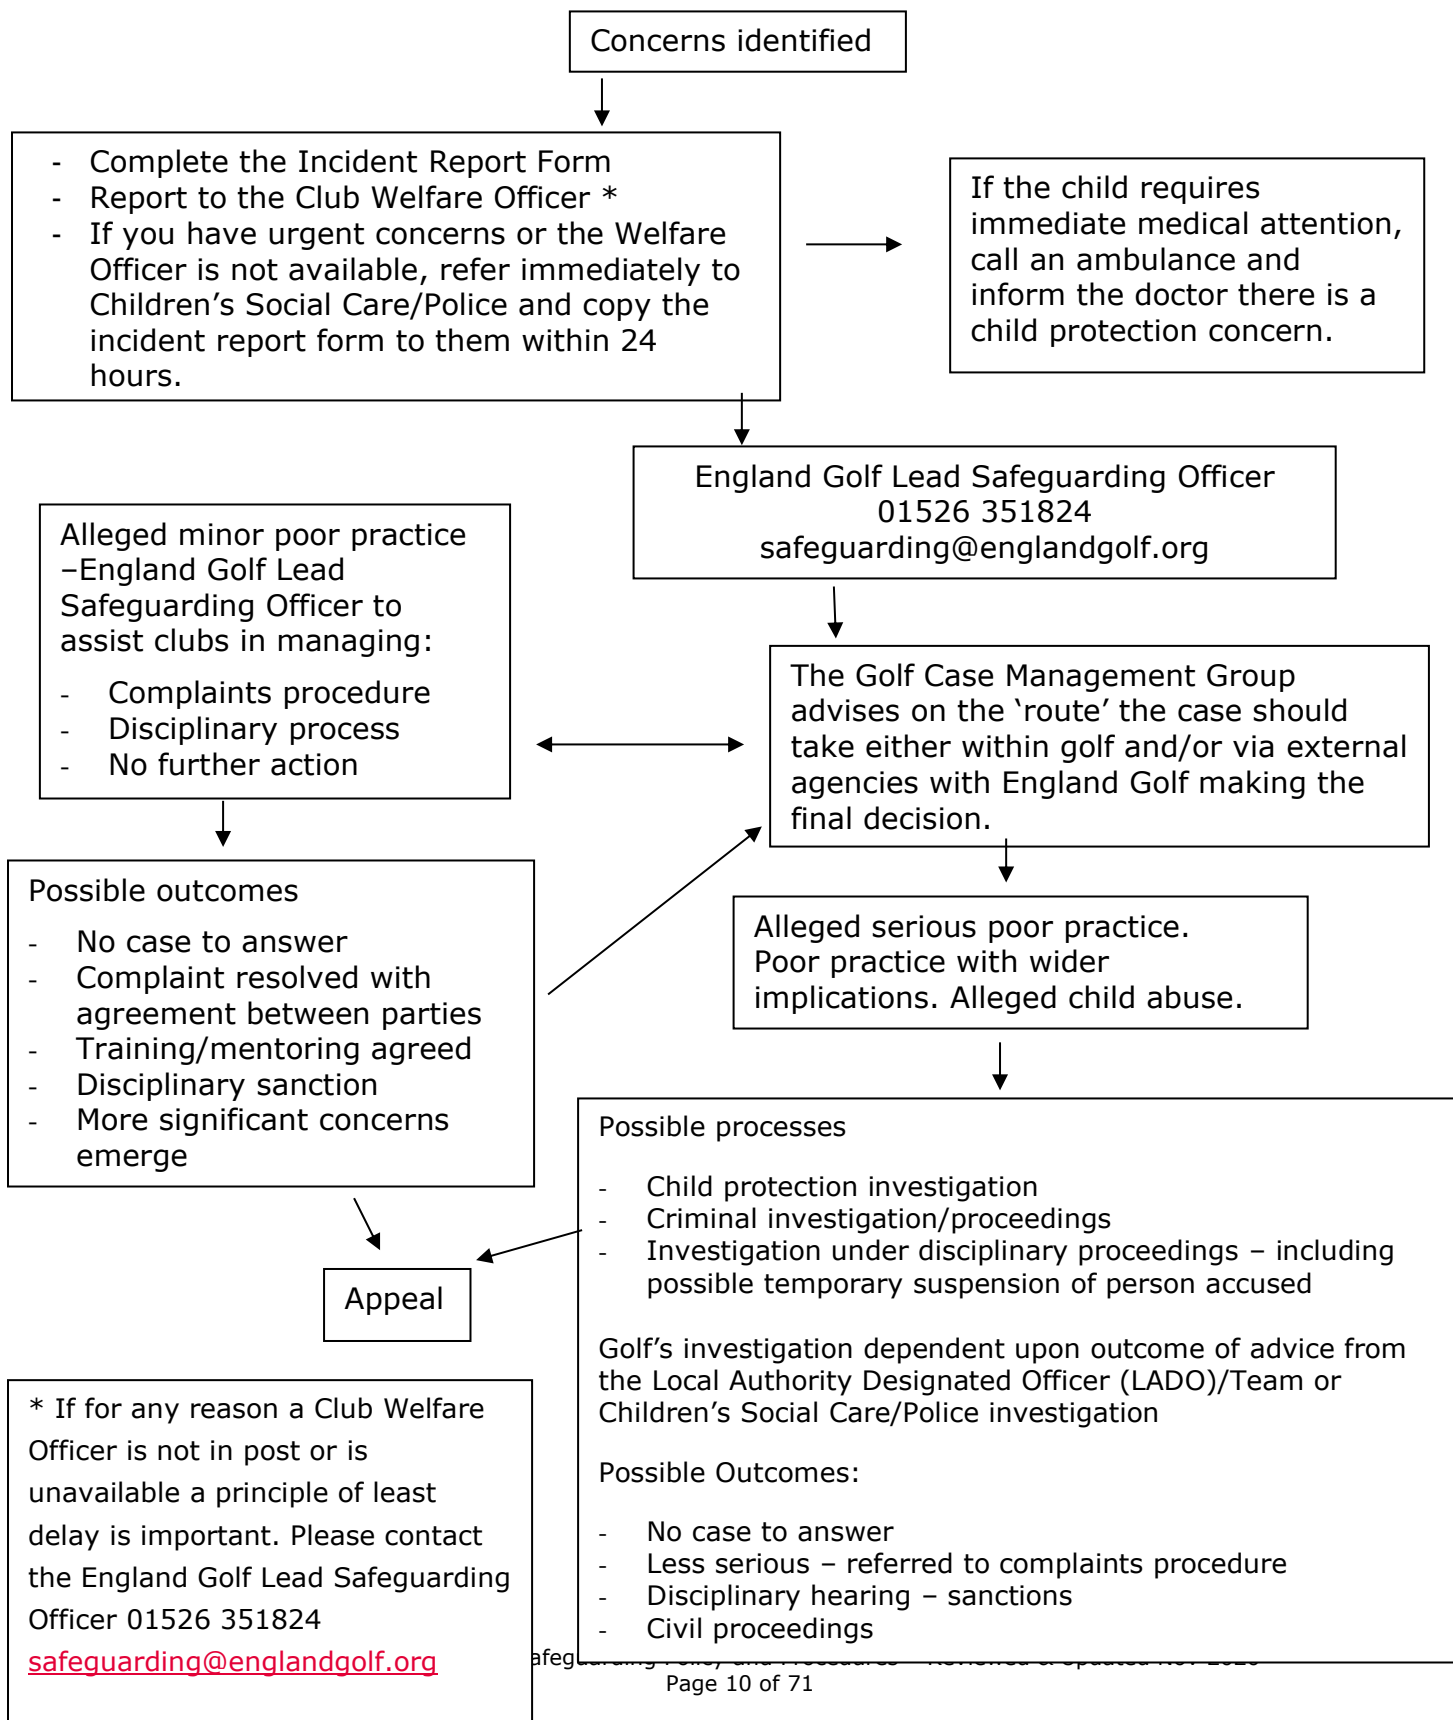 Concerns identified
- Complete the Incident Report Form
- Report to the Club Welfare Officer *
- If you have urgent concerns or the Welfare
Officer is not available, refer immediately to
Children’s Social Care/Police and copy the
incident report form to them within 24
hours.
If the child requires
immediate medical attention,
call an ambulance and
inform the doctor there is a
child protection concern.
England Golf Lead Safeguarding Officer
01526 351824
safeguarding@englandgolf.org
Alleged minor poor practice
–England Golf Lead
Safeguarding Officer to
assist clubs in managing:
- Complaints procedure
- Disciplinary process
- No further action
The Golf Case Management Group
advises on the ‘route’ the case should
take either within golf and/or via external
agencies with England Golf making the
final decision.
Possible outcomes
- No case to answer
- Complaint resolved with
agreement between parties
- Training/mentoring agreed
- Disciplinary sanction
- More significant concerns
emerge
Alleged serious poor practice.
Poor practice with wider
implications. Alleged child abuse.
Possible processes
- Child protection investigation
- Criminal investigation/proceedings
- Investigation under disciplinary proceedings – including
possible temporary suspension of person accused
Golf’s investigation dependent upon outcome of advice from
the Local Authority Designated Officer (LADO)/Team or
Children’s Social Care/Police investigation
Possible Outcomes:
- No case to answer
- Less serious – referred to complaints procedure
- Disciplinary hearing – sanctions
- Civil proceedings
Appeal
* If for any reason a Club Welfare
Officer is not in post or is
unavailable a principle of least
delay is important. Please contact
the England Golf Lead Safeguarding
Officer 01526 351824
safeguarding@englandgolf.org
Page 10 of 71